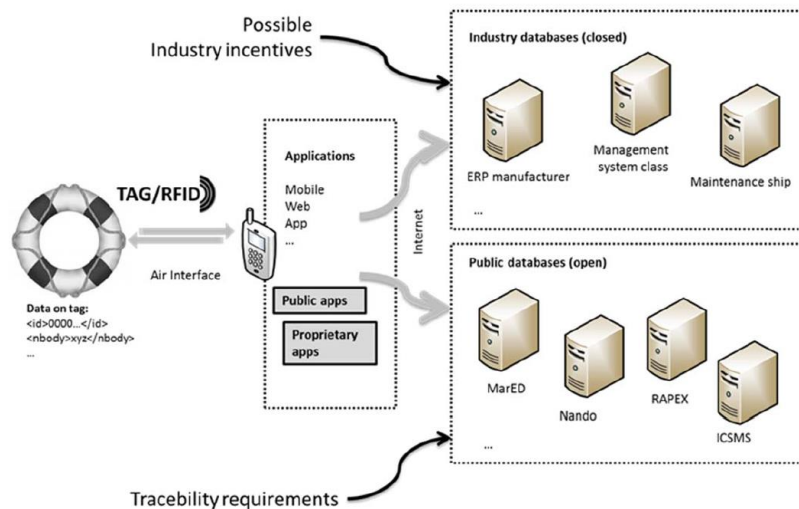 Possible
Industry incentives
Industry databases (closed)
ERP manufacturer
Management
system class
Maintenance ship
...
Applications
Mobile
Web
App
...
TAG/RFID
Air Interface
Internet
Public apps
Proprietary
apps
Data on tag:
<id>0000...</id>
<nbody>xyz</nbody>
...
Public databases (open)
MarED
Nando
RAPEX
ICSMS
...
Tracebility requirements